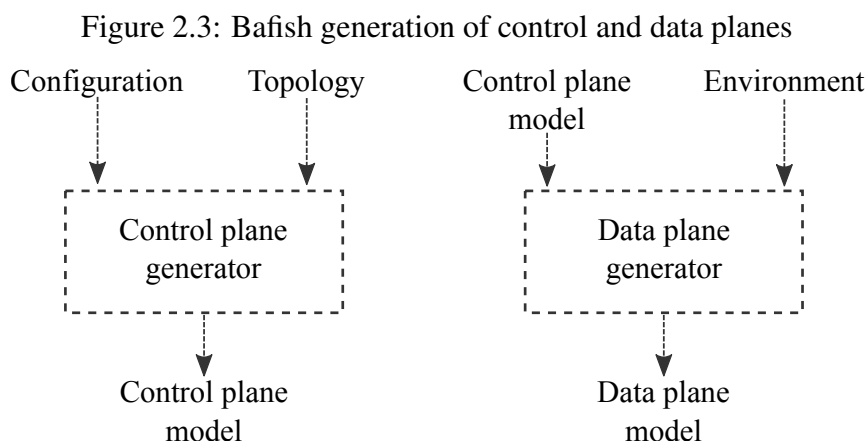 Figure 2.3: Bafish generation of control and data planes
Configuration
Topology
Control plane
generator
Control plane
model
Control plane
model
Environment
Data plane
generator
Data plane
model